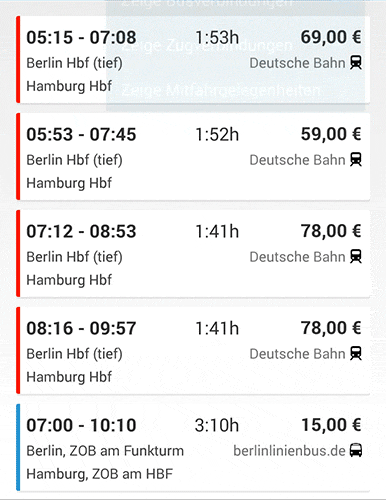 Zeige Busverbindungen
05:15 - 07:08 1:53h 69,00 €
Zeige Zugverbindungen
Berlin Hbf (tief) Deutsche Bahn
Hamburg Hbf
Zeige Mitfahrgelegenheiten
05:53 - 07:45 1:52h 59,00 €
Berlin Hbf (tief) Deutsche Bahn
Hamburg Hbf
07:12 - 08:53 1:41h 78,00 €
Berlin Hbf (tief) Deutsche Bahn
Hamburg Hbf
08:16 - 09:57 1:41h 78,00 €
Berlin Hbf (tief) Deutsche Bahn
Hamburg Hbf
07:00 - 10:10 3:10h 15,00 €
Berlin, ZOB am Funkturm berlinlinienbus.de
Hamburg, ZOB am HBF